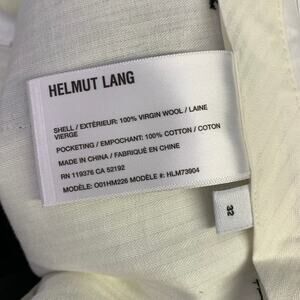 HELMUT LANG
SHELL / EXTÉRIEUR: 100% VIRGIN WOOL / LAINE
VIERGE
POCKETING / EMPOCHANT: 100% COTTON / COTON
MADE IN CHINA / FABRIQUÉ EN CHINE
RN 119376 CA 52192
MODÈLE: O01HM226 MODÈLE #: HLM73904
32